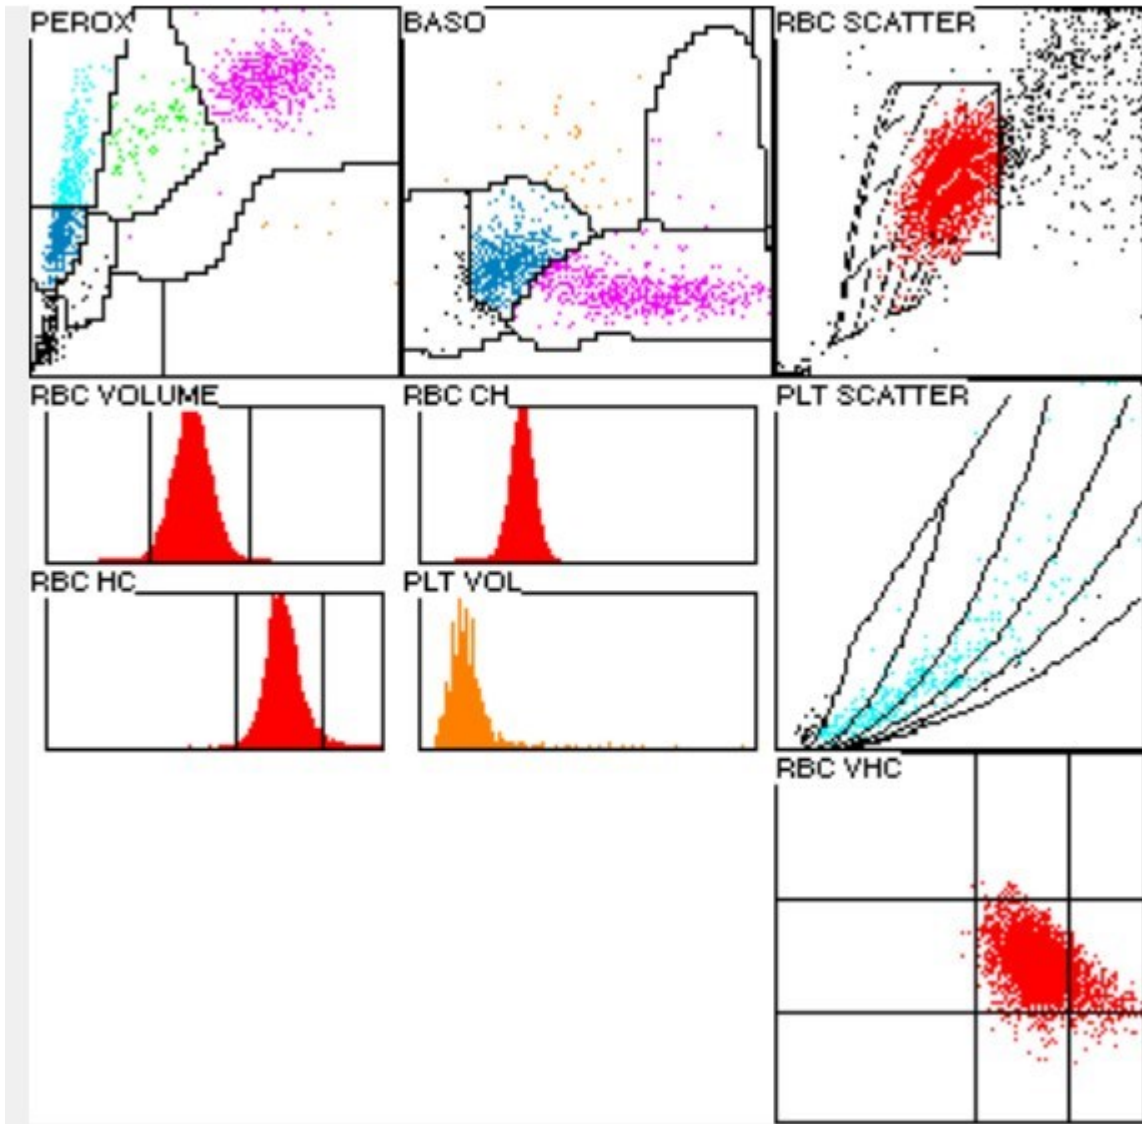 PEROX
BASO
RBC SCATTER
RBC VOLUME
RBC CH
PLT SCATTER
RBC HC
PLT VOL
RBC VHC